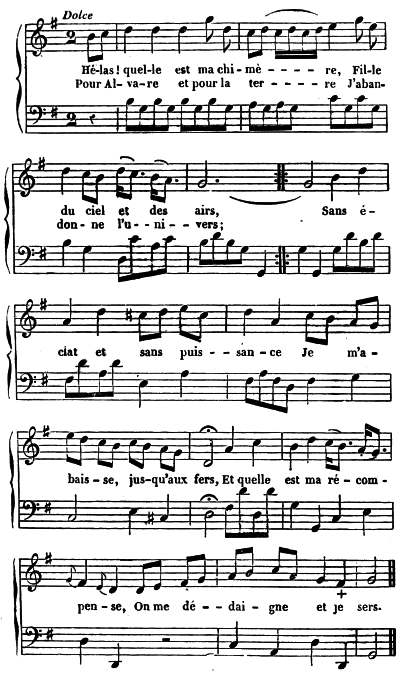 Dolce
Hé-las! quel-le est ma chi-mè----re, Fil-le
Pour Al-va-re et pour la ter---re J'aban-
du ciel et des airs, Sans é-
don-ne l'u-ni-vers;
ciat et sans puis-san-ce Je m'a-
bais-se, jus-qu'aux fers, Et quelle est ma ré-com-
pen-se, On me dé-dai-gne et je sers.